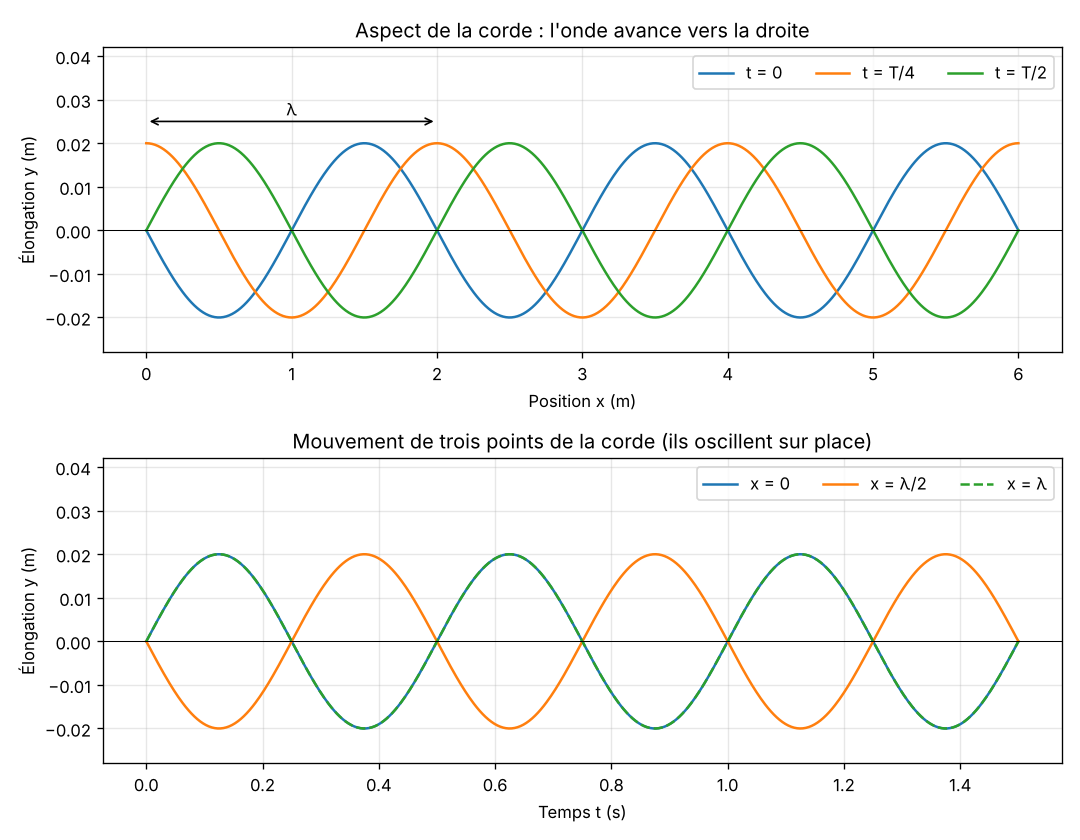 Aspect de la corde : l'onde avance vers la droite
0.04
0.03
0.02
0.01
0.00
−0.01
−0.02
Élongation y (m)
t = 0 t = T/4 t = T/2
λ
0 1 2 3 4 5 6
Position x (m)
Mouvement de trois points de la corde (ils oscillent sur place)
0.04
0.03
0.02
0.01
0.00
−0.01
−0.02
Élongation y (m)
x = 0 x = λ/2 x = λ
0.0 0.2 0.4 0.6 0.8 1.0 1.2 1.4
Temps t (s)